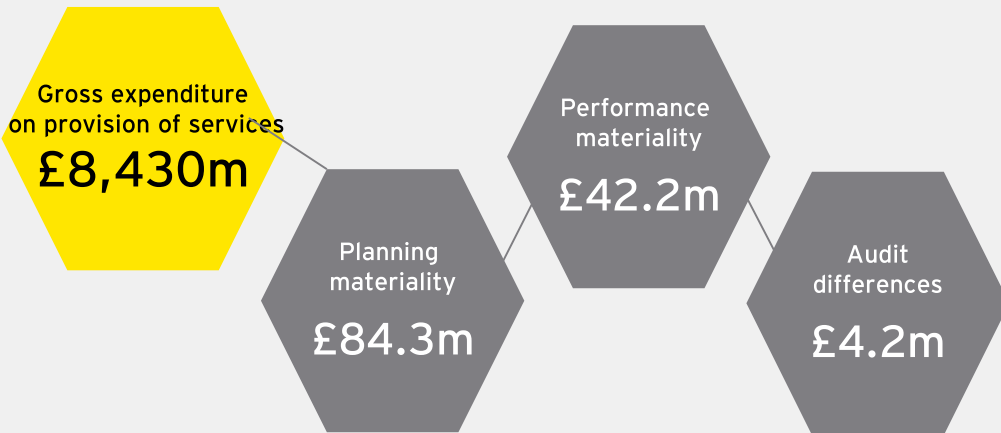 Gross expenditure
on provision of services
£8,430m
Planning
materiality
£84.3m
Performance
materiality
£42.2m
Audit
differences
£4.2m